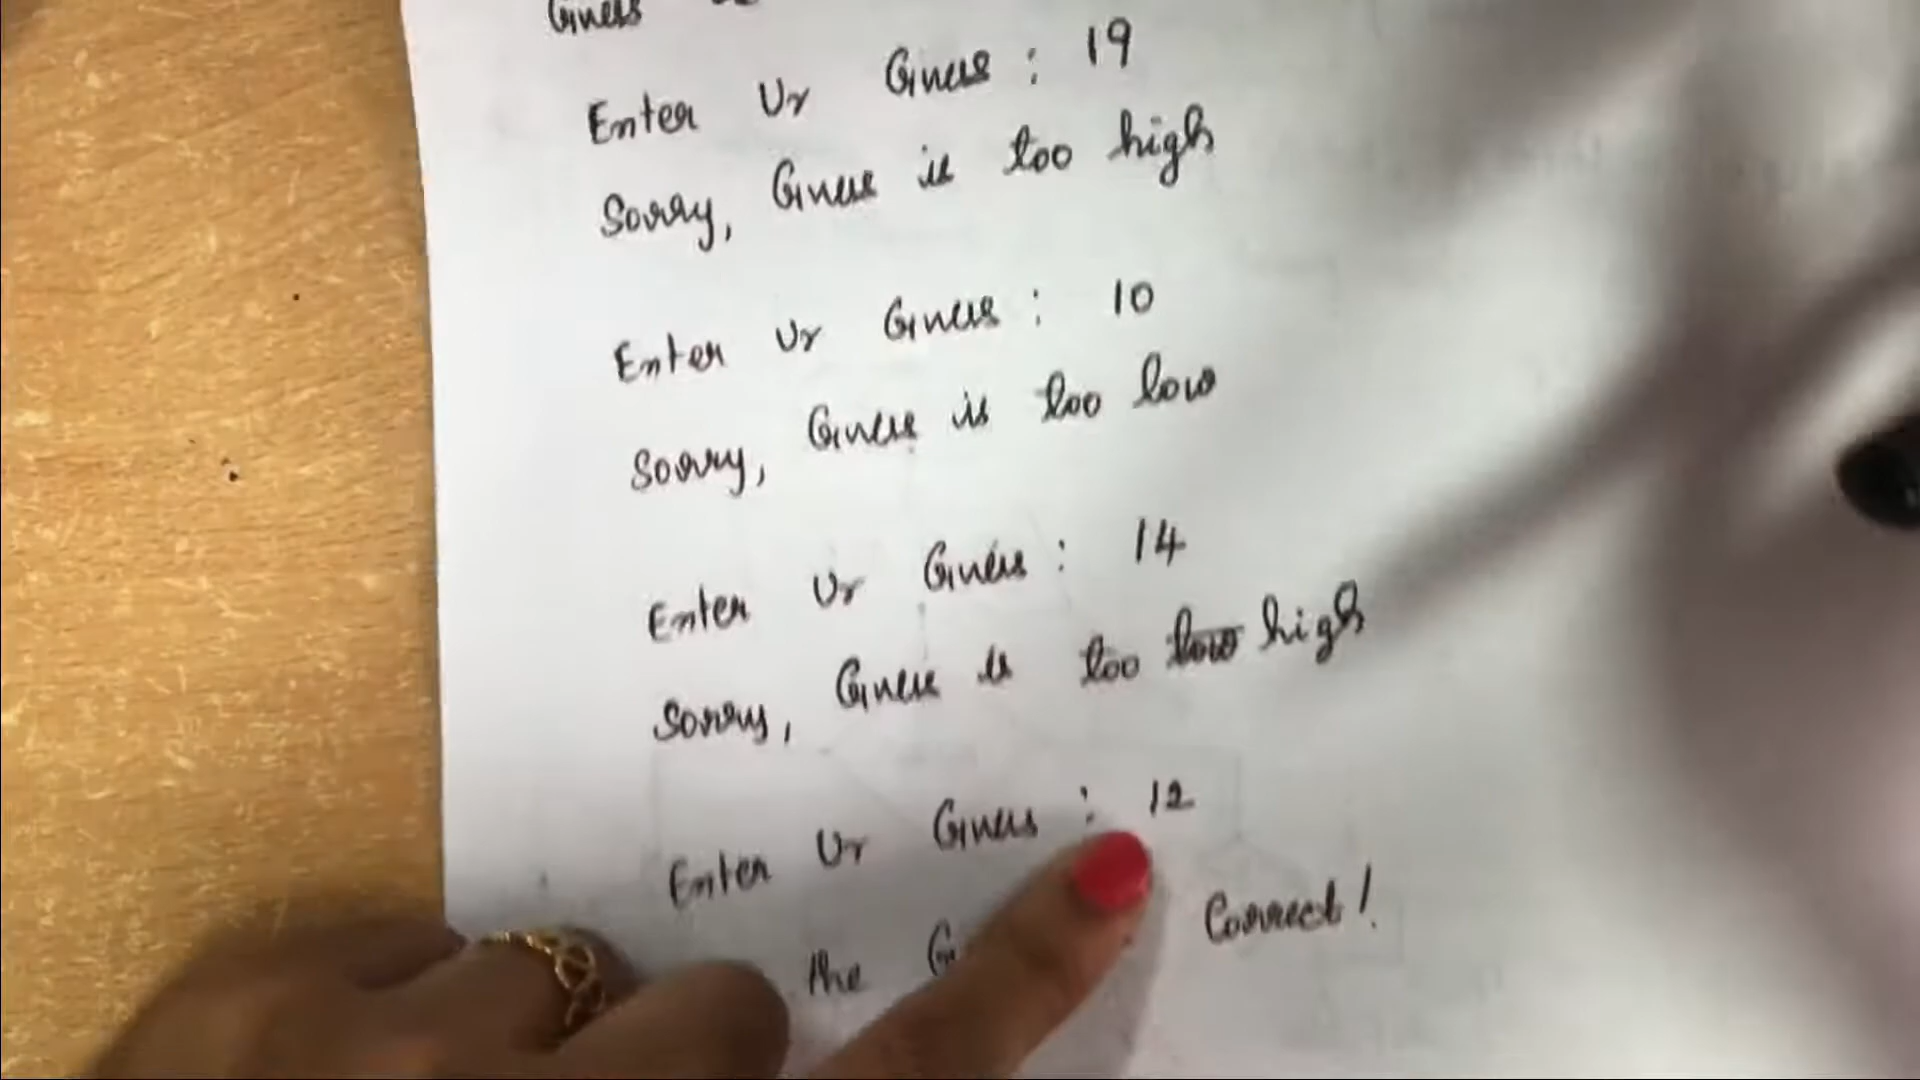 Guess
Enter Ur Guess : 19
Sorry, Guess is too high
Enter Ur Guess : 10
Sorry, Guess is too low
Enter Ur Guess : 14
Sorry, Guess is too low high
Enter Ur Guess : 12
the Correct!